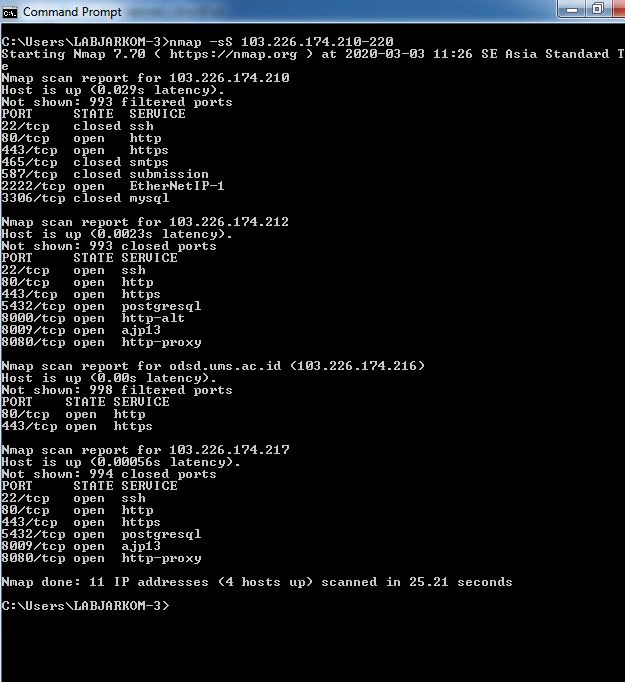 Command Prompt
C:\Users\LABJARKOM-3>nmap -sS 103.226.174.210-220
Starting Nmap 7.70 ( https://nmap.org ) at 2020-03-03 11:26 SE Asia Standard T
e
Nmap scan report for 103.226.174.210
Host is up (0.029s latency).
Not shown: 993 filtered ports
PORT     STATE  SERVICE
22/tcp   closed ssh
80/tcp   open   http
443/tcp  open   https
465/tcp  closed smtps
587/tcp  closed submission
2222/tcp open   EtherNetIP-1
3306/tcp closed mysql
Nmap scan report for 103.226.174.212
Host is up (0.0023s latency).
Not shown: 993 closed ports
PORT     STATE SERVICE
22/tcp   open  ssh
80/tcp   open  http
443/tcp  open  https
5432/tcp open  postgresql
8000/tcp open  http-alt
8009/tcp open  ajp13
8080/tcp open  http-proxy
Nmap scan report for odsd.ums.ac.id (103.226.174.216)
Host is up (0.00s latency).
Not shown: 998 filtered ports
PORT    STATE SERVICE
80/tcp  open  http
443/tcp open  https
Nmap scan report for 103.226.174.217
Host is up (0.00056s latency).
Not shown: 994 closed ports
PORT     STATE SERVICE
22/tcp   open  ssh
80/tcp   open  http
443/tcp  open  https
5432/tcp open  postgresql
8009/tcp open  ajp13
8080/tcp open  http-proxy
Nmap done: 11 IP addresses (4 hosts up) scanned in 25.21 seconds
C:\Users\LABJARKOM-3>